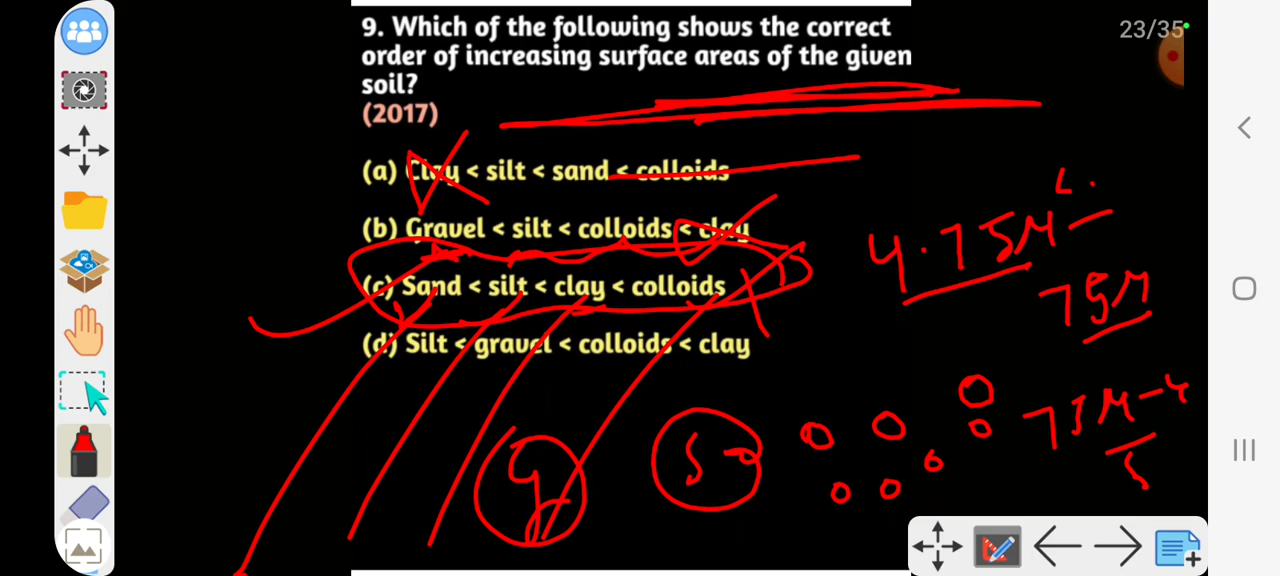 23/35
9. Which of the following shows the correct
order of increasing surface areas of the given
soil?
(2017)
(a) Clay < silt < sand < colloids
(b) Gravel < silt < colloids < clay
(c) Sand < silt < clay < colloids
(d) Silt < gravel < colloids < clay
4.75M
75M
g
75M-4